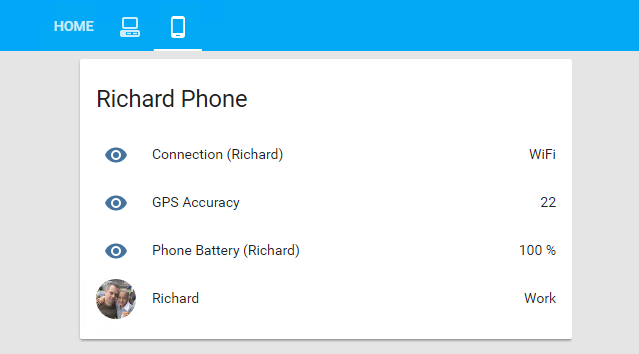 HOME
Richard Phone
Connection (Richard) WiFi
GPS Accuracy 22
Phone Battery (Richard) 100 %
Richard Work